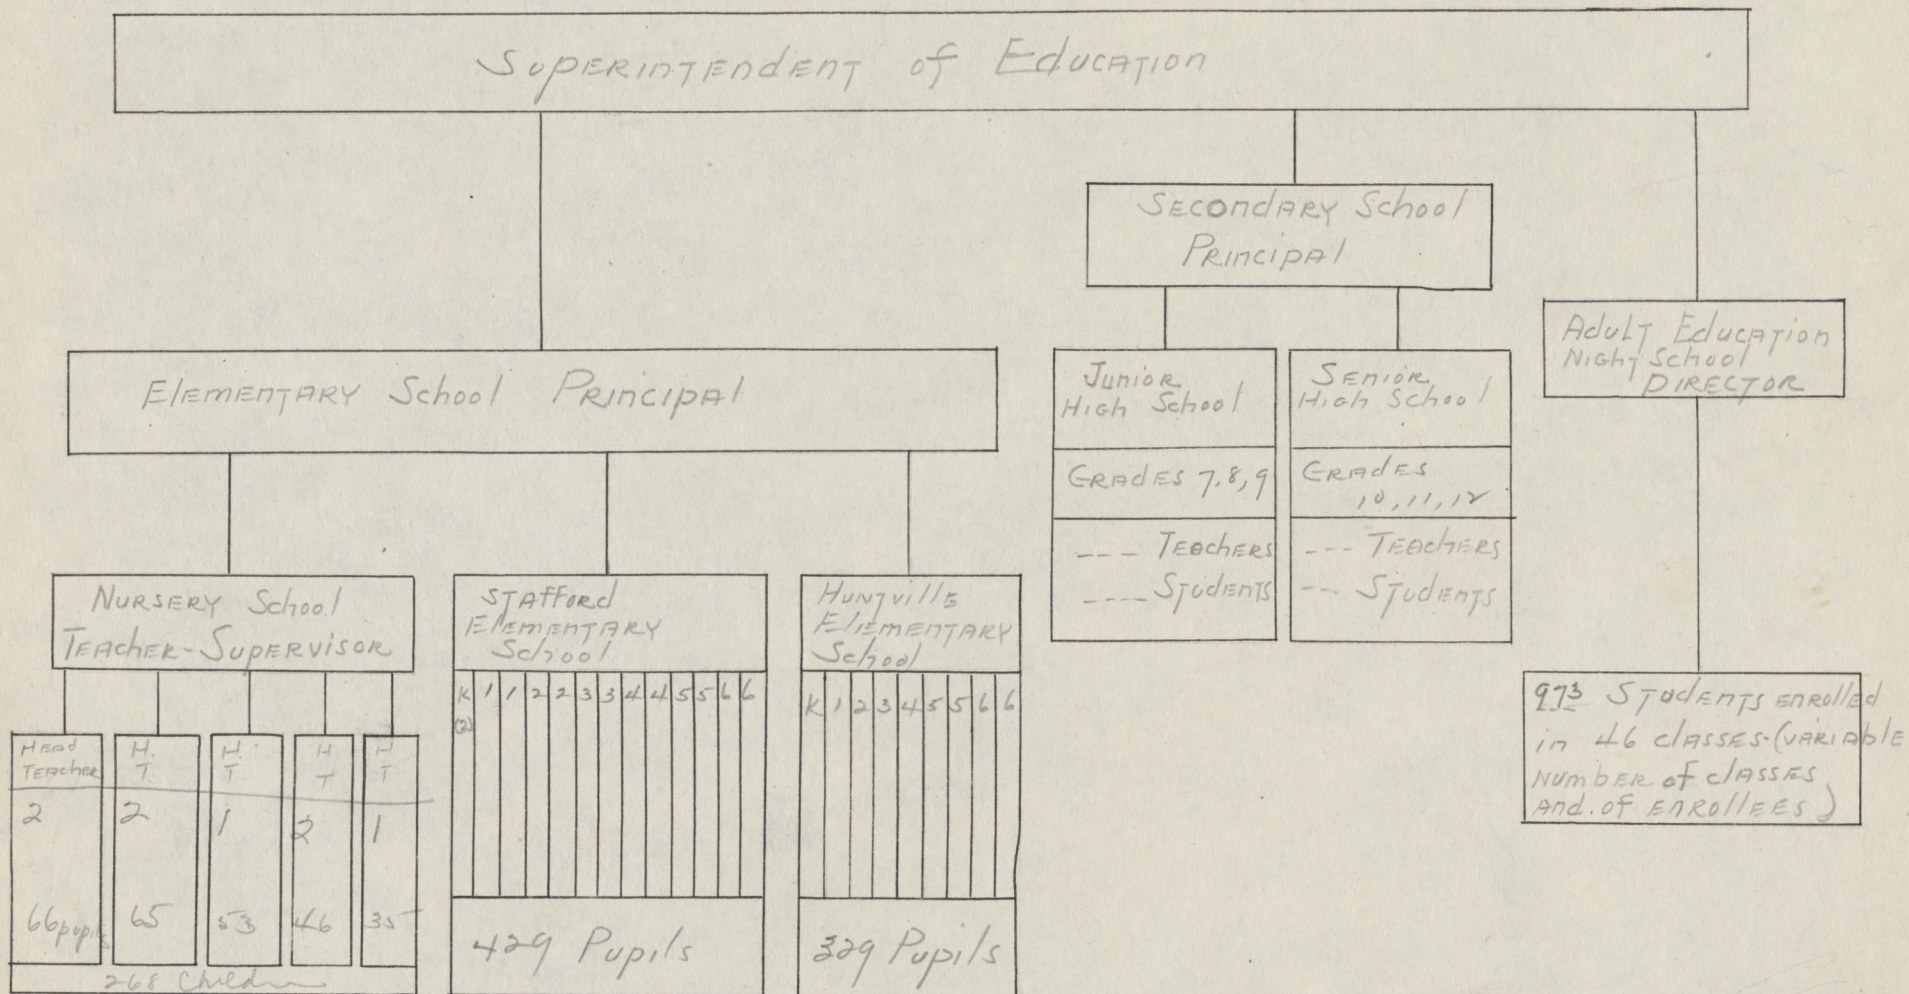 SUPERINTENDENT of EDUCATION
SECONDARY School
PRINCIPAl
Adult Education
NIGHT School
DIRECTOR
ElEMENTARY School PRINCIPAl
JUNIOR
HIGH School
SENIOR
HIGH School
GRADES 7,8,9
GRADES
10,11,12
--- TEACHERS
---- STUDENTS
--- TEACHERS
-- STUDENTS
NURSERY School
TEACHER-SUPERVISOR
STAFFORD
ElEMENTARY
School
HUNTVILLE
ElEMENTARY
School
K 1 1 2 2 3 3 4 4 5 5 6 6
(2)
K 1 2 3 4 5 5 6 6
973 STUDENTS ENROLLED
in 46 CLASSES-(VARIABLE
NUMBER of CLASSES
And. of ENROLLEES)
HEAD
TEACHER
H.
T.
H
T
H
T
H
T
2 2 1 2 1
66 pupils 65 53 46 35
268 Children
429 Pupils
329 Pupils